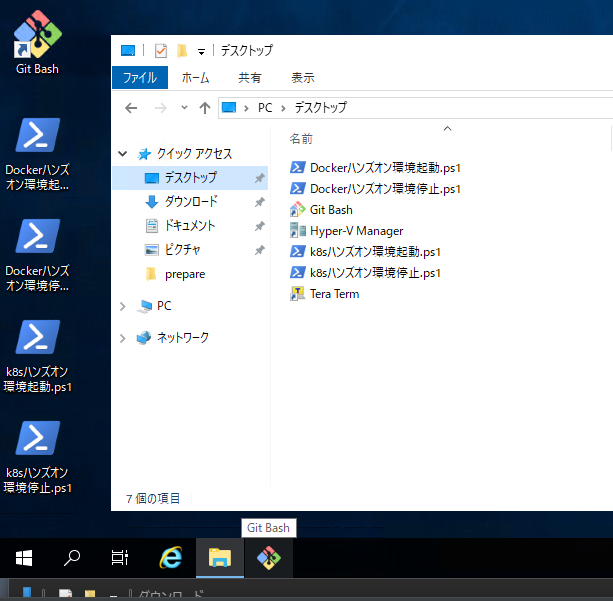 Git Bash
Dockerハンズ
オン環境起...
Dockerハンズ
オン環境停...
k8sハンズオン
環境起動.ps1
k8sハンズオン
環境停止.ps1
デスクトップ
ファイル ホーム 共有 表示
PC デスクトップ
クイック アクセス
デスクトップ
ダウンロード
ドキュメント
ピクチャ
prepare
PC
ネットワーク
名前
Dockerハンズオン環境起動.ps1
Dockerハンズオン環境停止.ps1
Git Bash
Hyper-V Manager
k8sハンズオン環境起動.ps1
k8sハンズオン環境停止.ps1
Tera Term
7 個の項目
Git Bash
ダウンロード